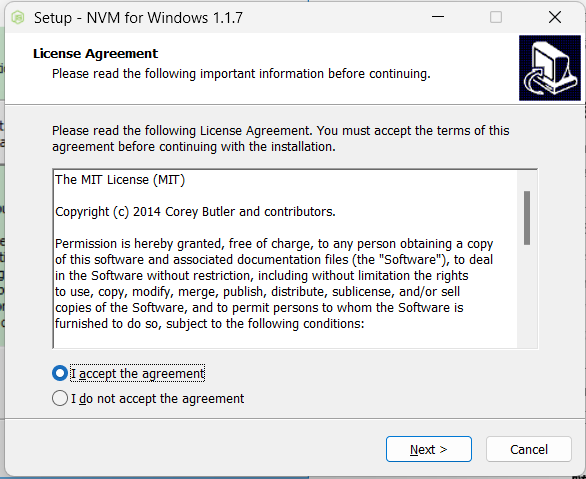 Setup - NVM for Windows 1.1.7
License Agreement
Please read the following important information before continuing.
Please read the following License Agreement. You must accept the terms of this
agreement before continuing with the installation.
The MIT License (MIT)
Copyright (c) 2014 Corey Butler and contributors.
Permission is hereby granted, free of charge, to any person obtaining a copy
of this software and associated documentation files (the "Software"), to deal
in the Software without restriction, including without limitation the rights
to use, copy, modify, merge, publish, distribute, sublicense, and/or sell
copies of the Software, and to permit persons to whom the Software is
furnished to do so, subject to the following conditions:
I accept the agreement
I do not accept the agreement
Next >
Cancel